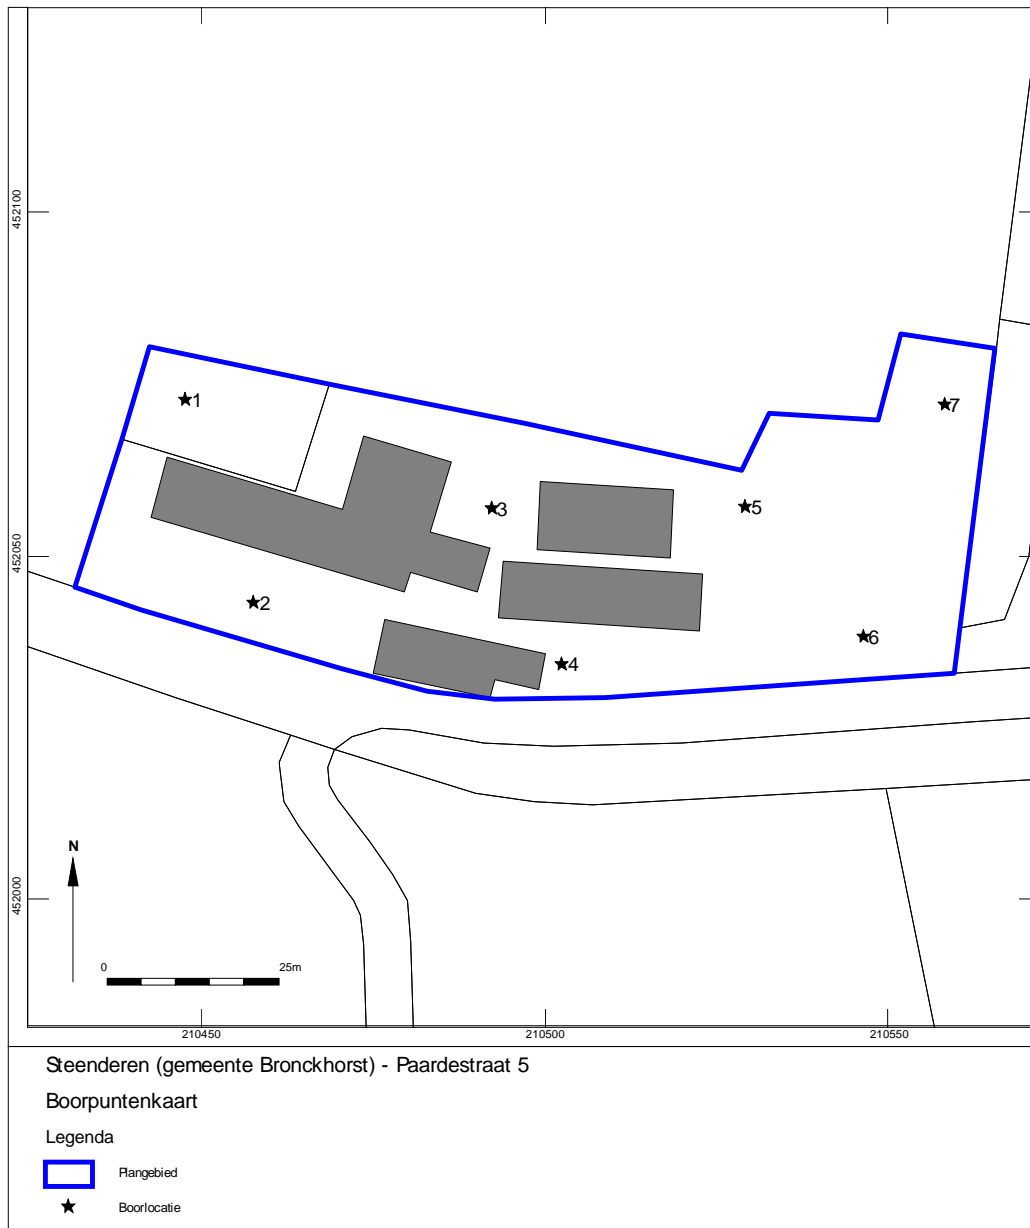 452100
1
7
3
5
452050
2
6
4
N
452000
0 25m
210450 210500 210550
Steenderen (gemeente Bronckhorst) - Paardestraat 5
Boorpuntenkaart
Legenda
Plangebied
Boorlocatie